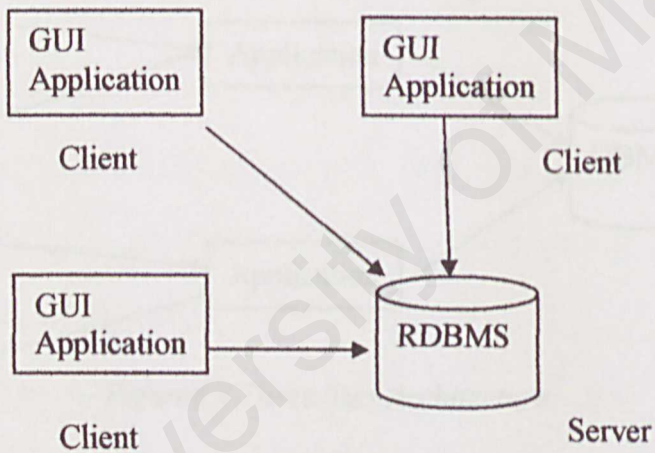 GUI
Application
Client
GUI
Application
Client
GUI
Application
Client
RDBMS
Server